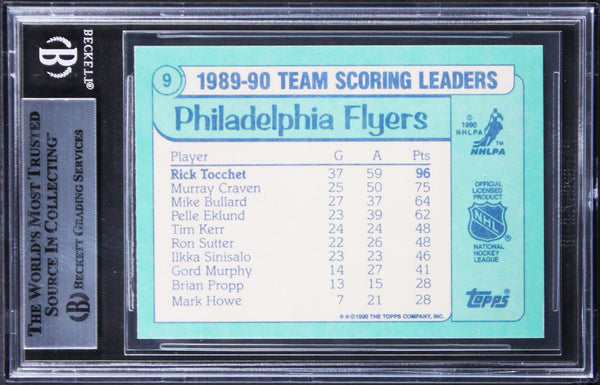 BECKETT
THE WORLD'S MOST TRUSTED
SOURCE IN COLLECTING™
BECKETT GRADING SERVICES
9 1989-90 TEAM SCORING LEADERS
Philadelphia Flyers
Player G A Pts
Rick Tocchet 37 59 96
Murray Craven 25 50 75
Mike Bullard 27 37 64
Pelle Eklund 23 39 62
Tim Kerr 24 24 48
Ron Sutter 22 26 48
Ilkka Sinisalo 23 23 46
Gord Murphy 14 27 41
Brian Propp 13 15 28
Mark Howe 7 21 28
** © 1990 THE TOPPS COMPANY, INC.
©
1990
NHLPA
TM
NHLPA
OFFICIAL
LICENSED
PRODUCT
NHL
NATIONAL
HOCKEY
LEAGUE
Topps